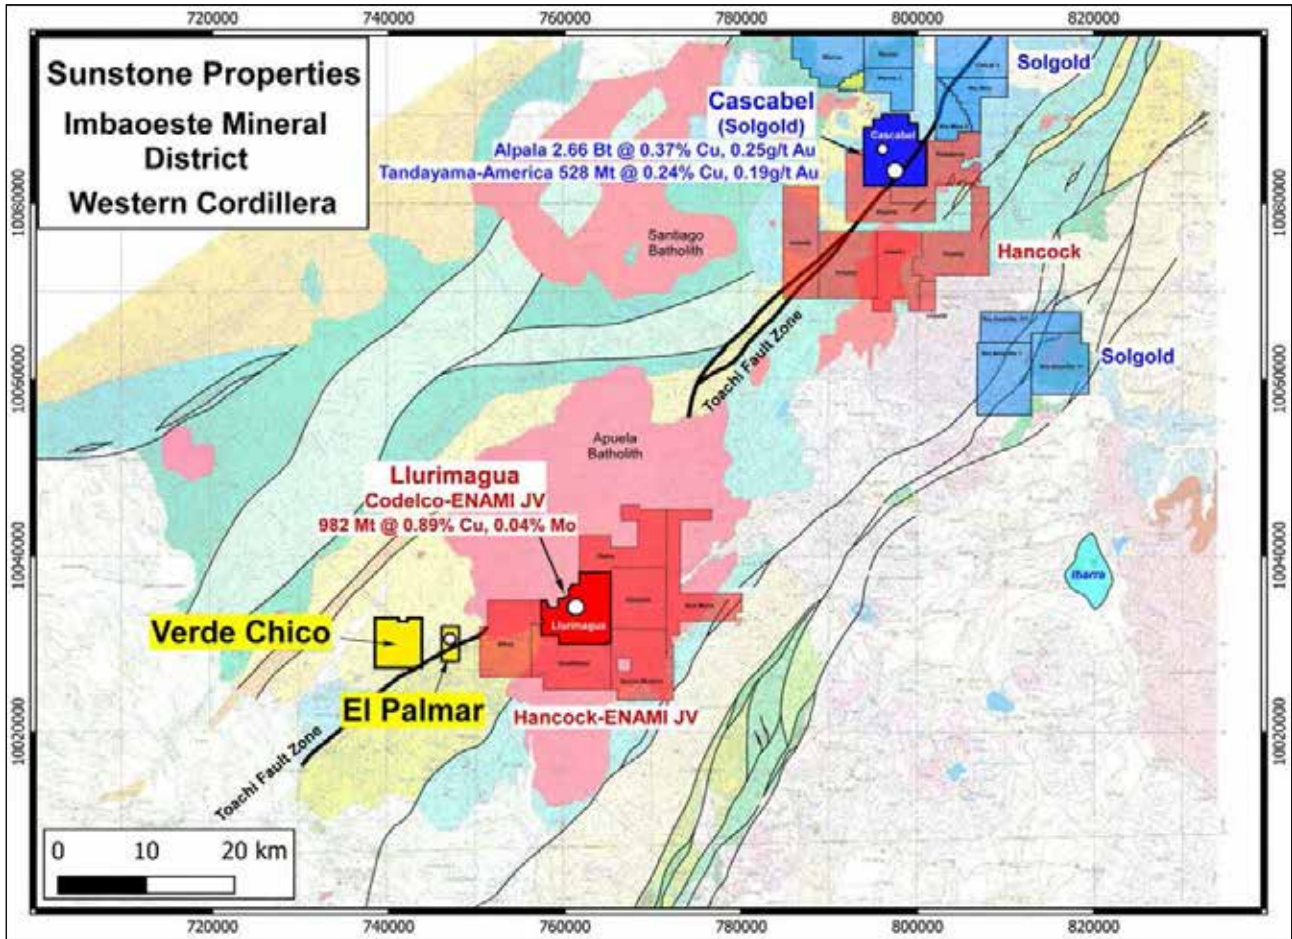 720000
740000
760000
780000
800000
820000
Sunstone Properties
Imbaoeste Mineral
District
Western Cordillera
Solgold
Cascabel
(Solgold)
Cascabel
Alpala 2.66 Bt @ 0.37% Cu, 0.25g/t Au
Tandayama-America 528 Mt @ 0.24% Cu, 0.19g/t Au
10080000
10080000
Santiago
Batholith
Hancock
Toachi Fault Zone
Solgold
10060000
10060000
Apuela
Batholith
Llurimagua
Codelco-ENAMI JV
982 Mt @ 0.89% Cu, 0.04% Mo
10040000
10040000
Ibarra
Llurimagua
Verde Chico
El Palmar
Hancock-ENAMI JV
Toachi Fault Zone
10020000
10020000
0
10
20 km
720000
740000
760000
780000
800000
820000